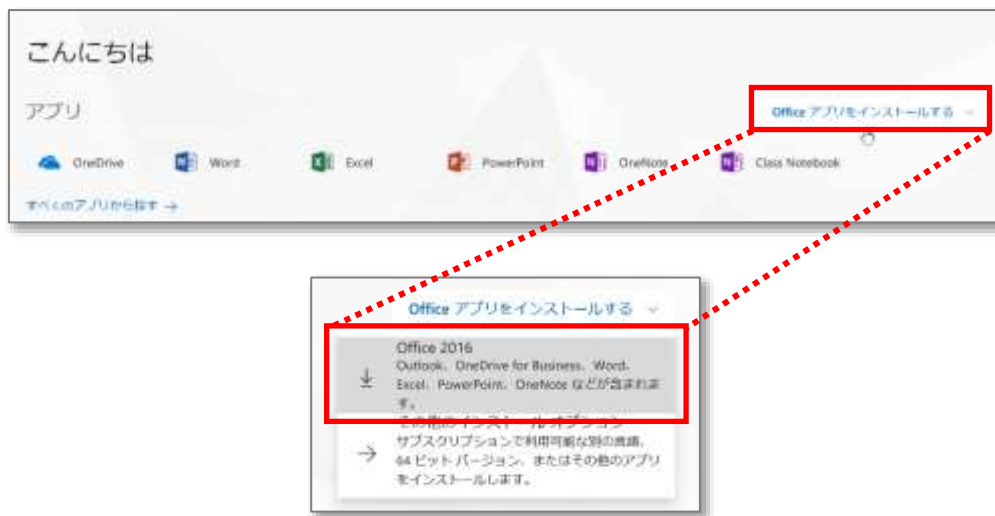 こんにちは
アプリ
Office アプリをインストールする
OneDrive Word Excel PowerPoint OneNote Class Notebook
すべてのアプリから探す →
Office アプリをインストールする
Office 2016
Outlook、OneDrive for Business、Word、
Excel、PowerPoint、OneNote などが含まれま
す。
その他のインストール オプション
サブスクリプションで利用可能な別の言語、
64 ビット バージョン、またはその他のアプリ
をインストールします。